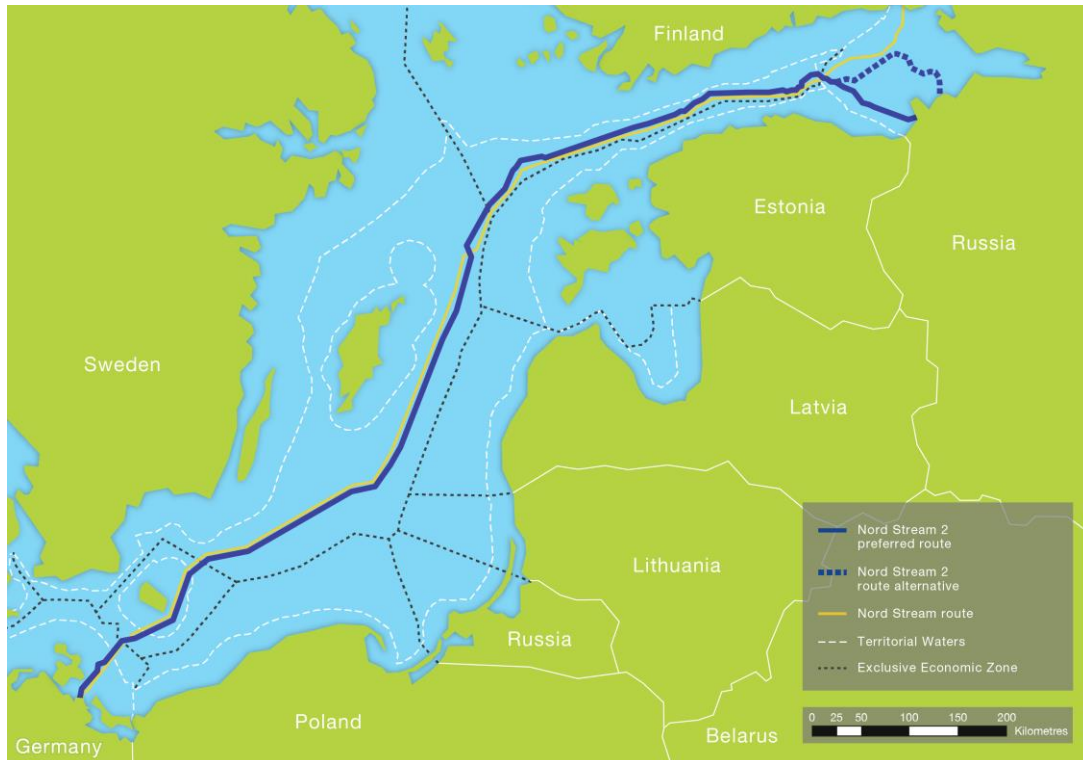 Finland
Estonia
Russia
Sweden
Latvia
Lithuania
Russia
Poland
Belarus
Germany
Nord Stream 2
preferred route
Nord Stream 2
route alternative
Nord Stream route
Territorial Waters
Exclusive Economic Zone
0 25 50 100 150 200
Kilometres